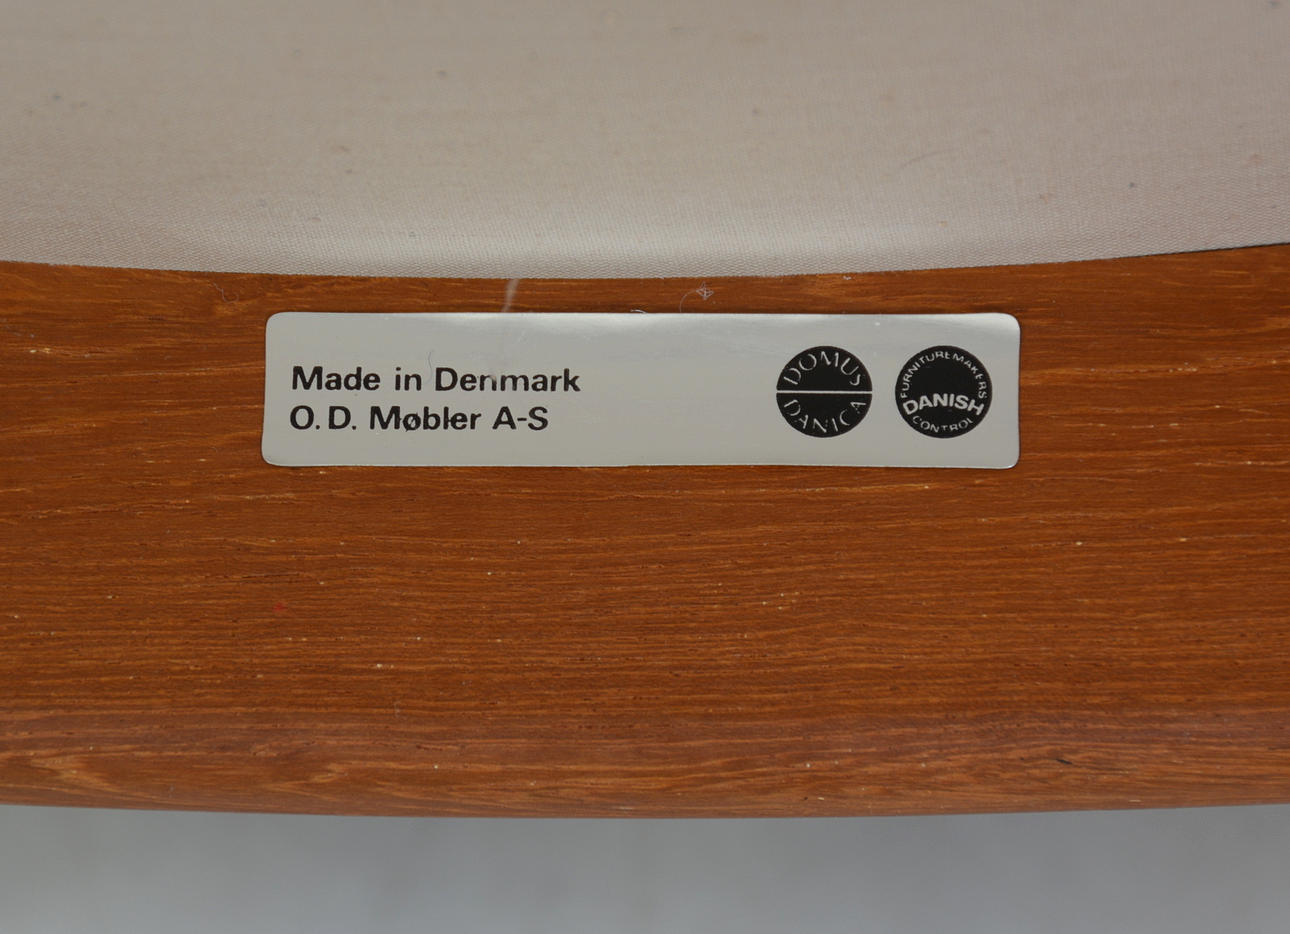 Made in Denmark
O. D. Møbler A-S
DOMUS
DANICA
FURNITUREMAKERS
DANISH
CONTROL